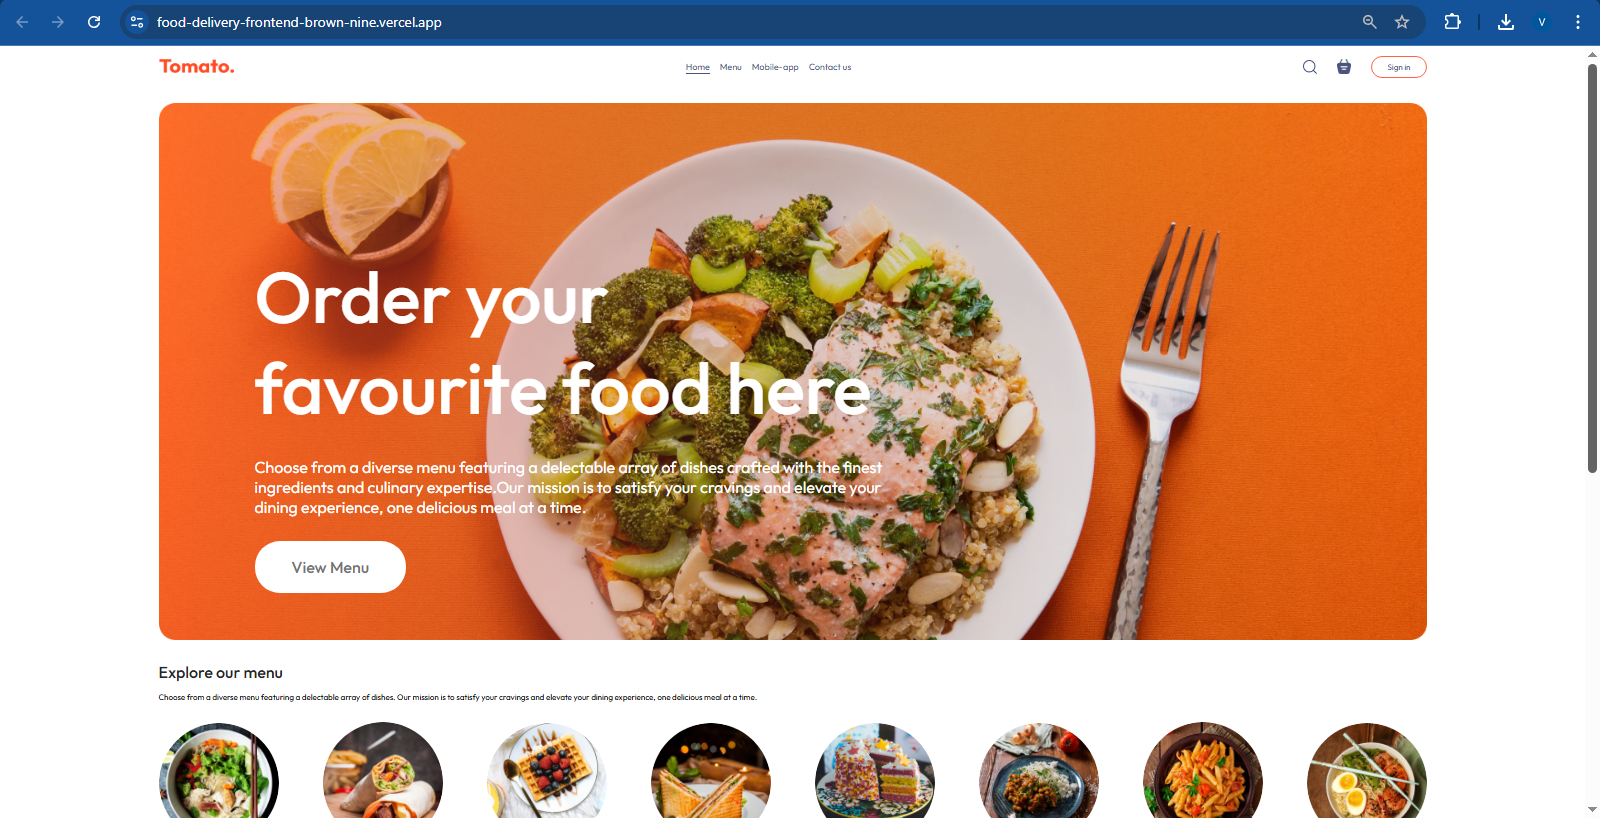 food-delivery-frontend-brown-nine.vercel.app
V
Tomato.
Home Menu Mobile-app Contact us
Sign in
Order your
favourite food here
Choose from a diverse menu featuring a delectable array of dishes crafted with the finest
ingredients and culinary expertise.Our mission is to satisfy your cravings and elevate your
dining experience, one delicious meal at a time.
View Menu
Explore our menu
Choose from a diverse menu featuring a delectable array of dishes. Our mission is to satisfy your cravings and elevate your dining experience, one delicious meal at a time.